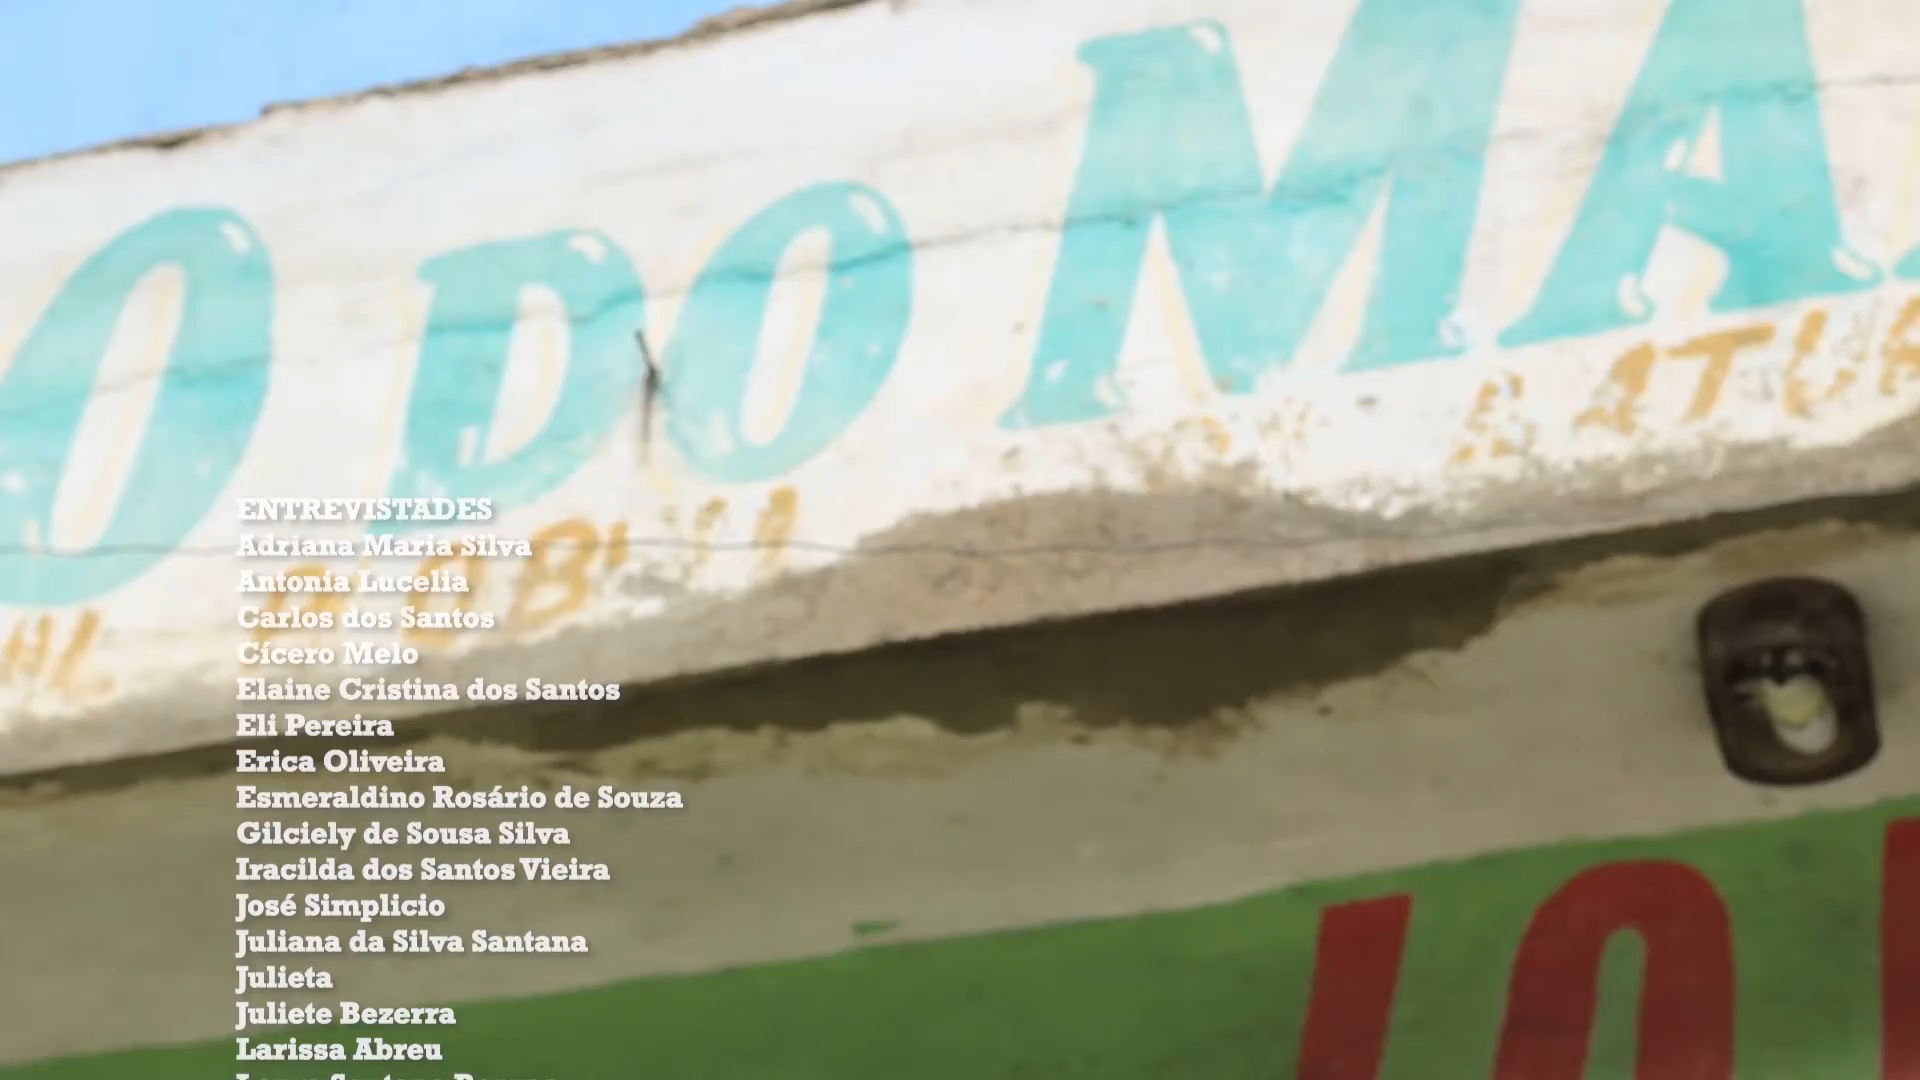 O DO MA
ENTREVISTADES
Adriana Maria Silva
Antonia Lucelia
Carlos dos Santos
Cícero Melo
Elaine Cristina dos Santos
Eli Pereira
Erica Oliveira
Esmeraldino Rosário de Souza
Gilciely de Sousa Silva
Iracilda dos Santos Vieira
José Simplicio
Juliana da Silva Santana
Julieta
Juliete Bezerra
Larissa Abreu